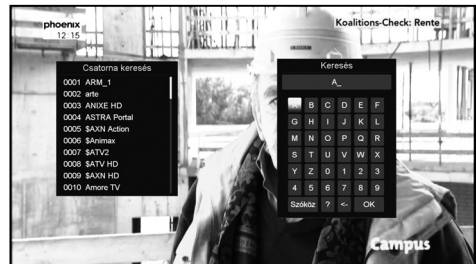 phoenix
12:15
Koalitions-Check: Rente
Csatorna keresés
0001 ARM_1
0002 arte
0003 ANIXE HD
0004 ASTRA Portal
0005 $AXN Action
0006 $Animax
0007 $ATV2
0008 $ATV HD
0009 $AXN HD
0010 Amore TV
Keresés
A_
B C D E F
G H I J K L
M N O P Q R
S T U V W X
Y Z 0 1 2 3
4 5 6 7 8 9
Szóköz ? <- OK
Campus